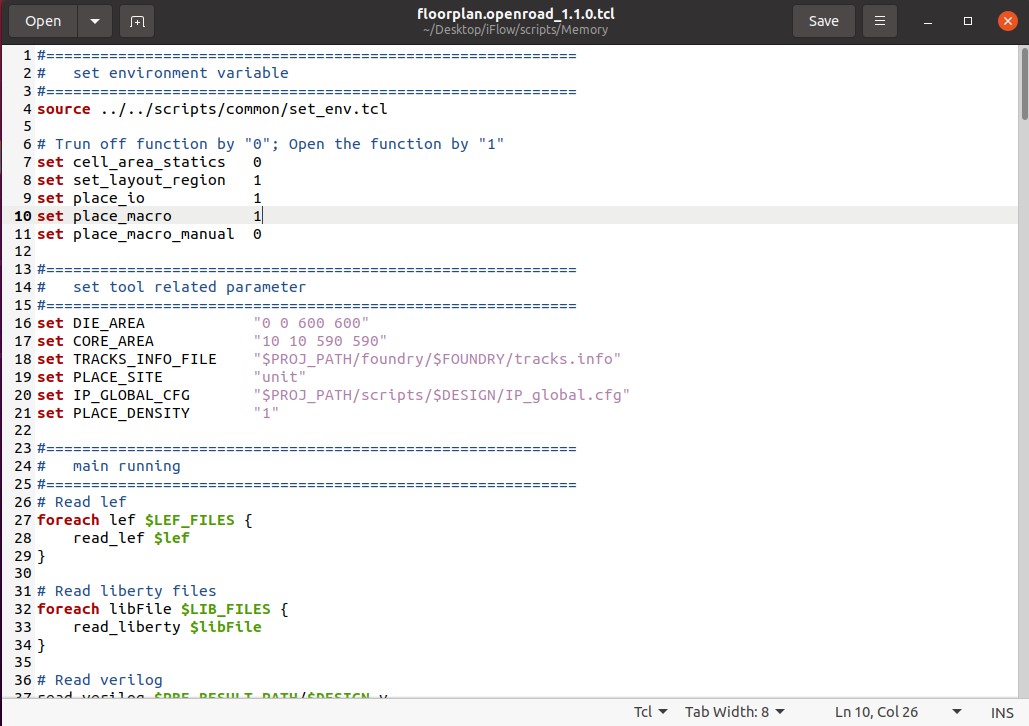 Open
floorplan.openroad_1.1.0.tcl
~/Desktop/iFlow/scripts/Memory
Save
1 #===========================================================
2 #   set environment variable
3 #===========================================================
4 source ../../scripts/common/set_env.tcl
5
6 # Trun off function by "0"; Open the function by "1"
7 set cell_area_statics   0
8 set set_layout_region   1
9 set place_io            1
10 set place_macro         1
11 set place_macro_manual  0
12
13 #===========================================================
14 #   set tool related parameter
15 #===========================================================
16 set DIE_AREA            "0 0 600 600"
17 set CORE_AREA           "10 10 590 590"
18 set TRACKS_INFO_FILE    "$PROJ_PATH/foundry/$FOUNDRY/tracks.info"
19 set PLACE_SITE          "unit"
20 set IP_GLOBAL_CFG       "$PROJ_PATH/scripts/$DESIGN/IP_global.cfg"
21 set PLACE_DENSITY       "1"
22
23 #===========================================================
24 #   main running
25 #===========================================================
26 # Read lef
27 foreach lef $LEF_FILES {
28     read_lef $lef
29 }
30
31 # Read liberty files
32 foreach libFile $LIB_FILES {
33     read_liberty $libFile
34 }
35
36 # Read verilog
37 read_verilog $PRE_RESULT_PATH/$DESIGN.v
Tcl Tab Width: 8 Ln 10, Col 26 INS